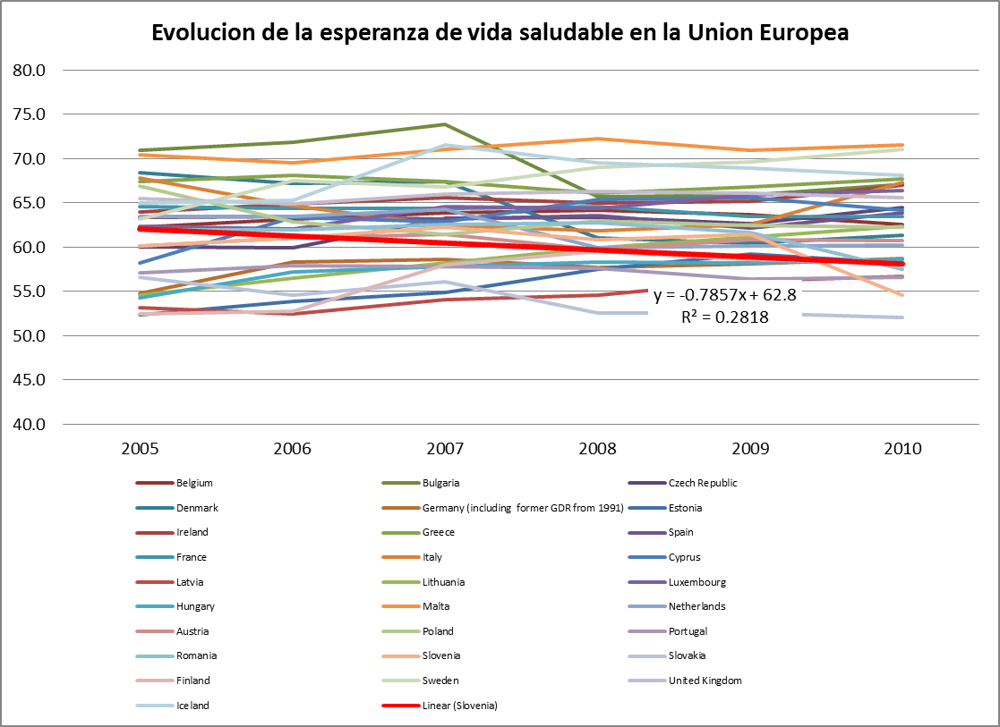 Evolucion de la esperanza de vida saludable en la Union Europea
80.0
75.0
70.0
65.0
60.0
55.0
50.0
45.0
40.0
y = -0.7857x + 62.8
R² = 0.2818
2005 2006 2007 2008 2009 2010
Belgium Bulgaria Czech Republic
Denmark Germany (including former GDR from 1991) Estonia
Ireland Greece Spain
France Italy Cyprus
Latvia Lithuania Luxembourg
Hungary Malta Netherlands
Austria Poland Portugal
Romania Slovenia Slovakia
Finland Sweden United Kingdom
Iceland Linear (Slovenia)